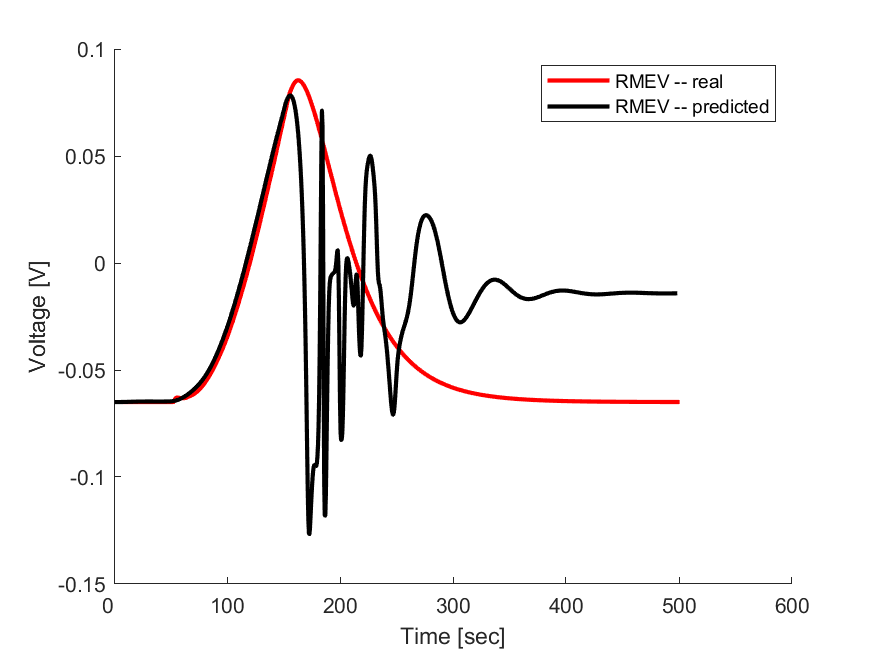 0.1
0.05
0
-0.05
-0.1
-0.15
Voltage [V]
RMEV -- real
RMEV -- predicted
0 100 200 300 400 500 600
Time [sec]